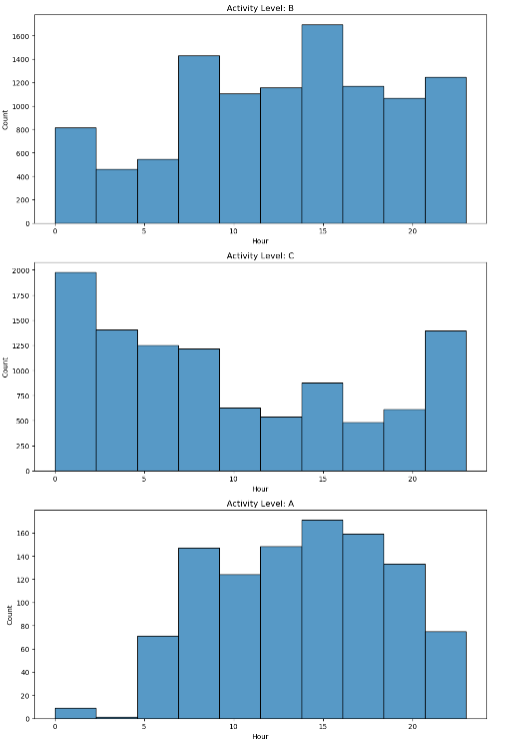 Activity Level: B
1600
1400
1200
1000
800
600
400
200
0
Count
0 5 10 15 20
Hour
Activity Level: C
2000
1750
1500
1250
1000
750
500
250
0
Count
0 5 10 15 20
Hour
Activity Level: A
160
140
120
100
80
60
40
20
0
Count
0 5 10 15 20
Hour